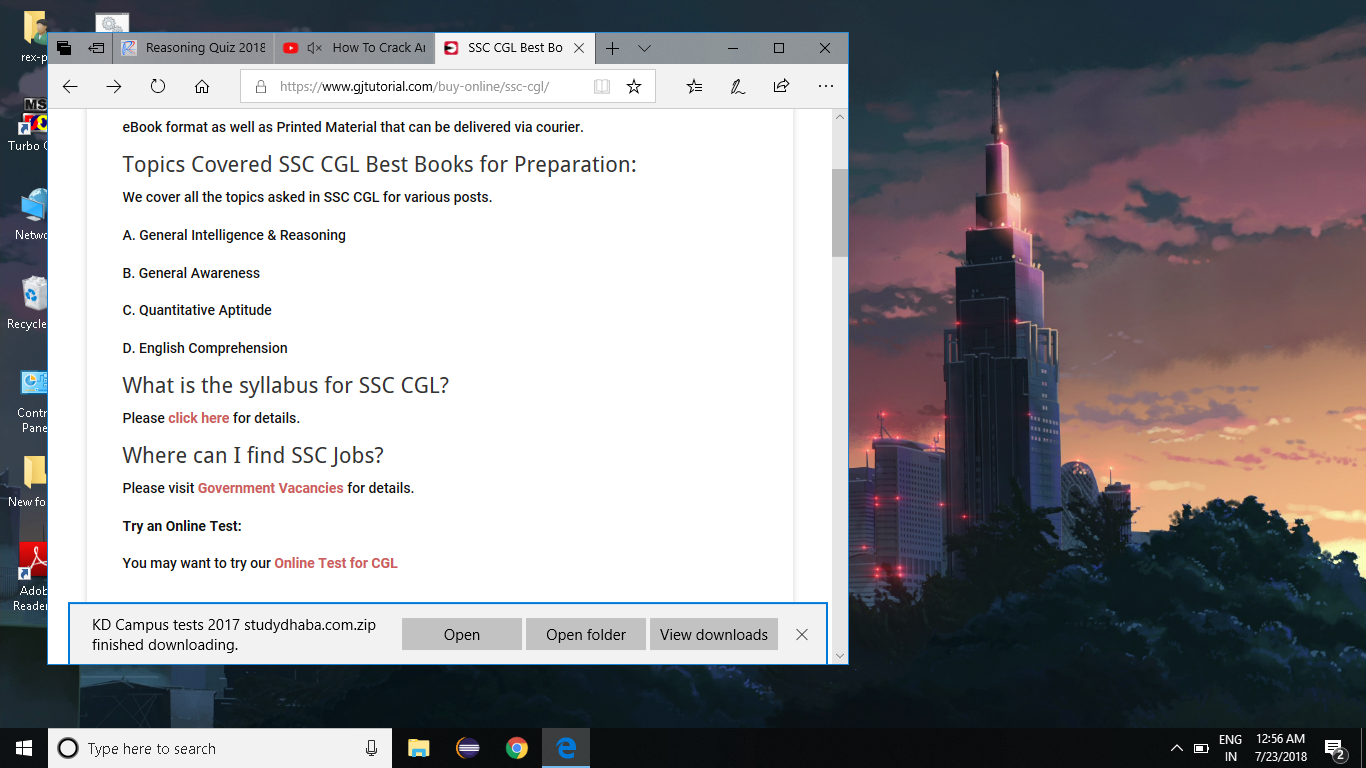 rex-p
Reasoning Quiz 2018
How To Crack Ar
SSC CGL Best Bo
https://www.gjtutorial.com/buy-online/ssc-cgl/
MS
Turbo C
Netwo
Recycle
Contr
Pane
New fo
Adob
Reader
eBook format as well as Printed Material that can be delivered via courier.
Topics Covered SSC CGL Best Books for Preparation:
We cover all the topics asked in SSC CGL for various posts.
A. General Intelligence & Reasoning
B. General Awareness
C. Quantitative Aptitude
D. English Comprehension
What is the syllabus for SSC CGL?
Please click here for details.
Where can I find SSC Jobs?
Please visit Government Vacancies for details.
Try an Online Test:
You may want to try our Online Test for CGL
KD Campus tests 2017 studydhaba.com.zip
finished downloading.
Open
Open folder
View downloads
Type here to search
ENG
IN
12:56 AM
7/23/2018
2